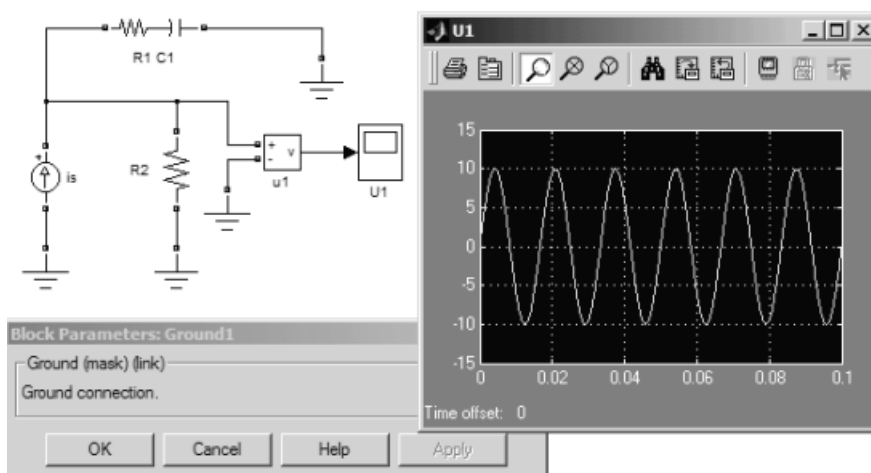 R1 C1
is
R2
+
-
v
u1
U1
U1
15
10
5
0
-5
-10
-15
0
0.02
0.04
0.06
0.08
0.1
Time offset: 0
Block Parameters: Ground1
Ground (mask) (link)
Ground connection.
OK
Cancel
Help
Apply